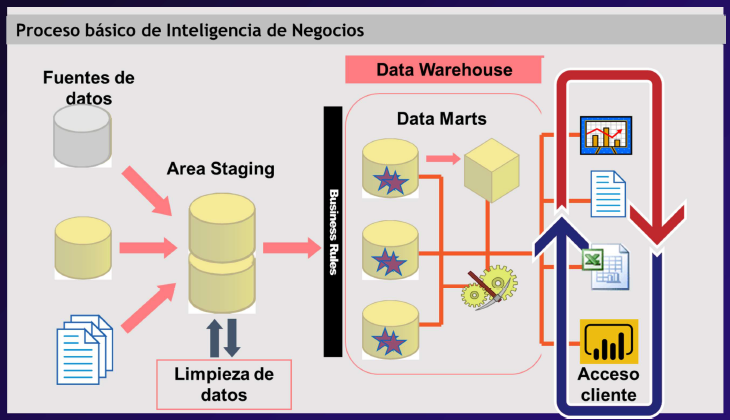 Proceso básico de Inteligencia de Negocios
Fuentes de
datos
Area Staging
Limpieza de
datos
Business Rules
Data Warehouse
Data Marts
X
Acceso
cliente